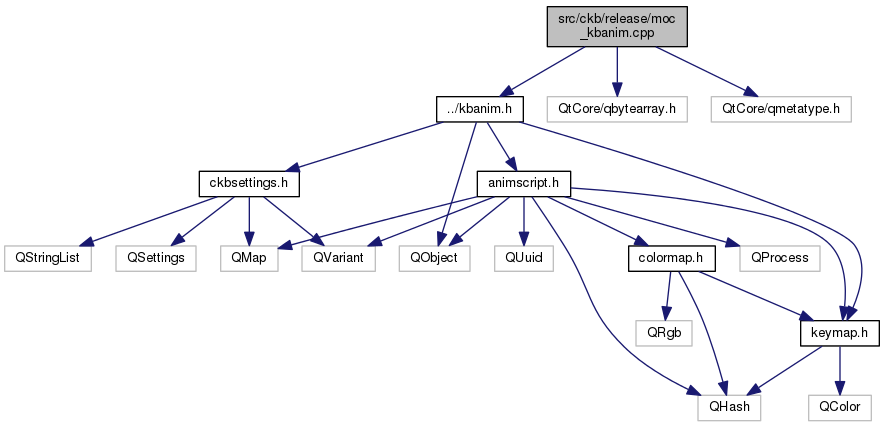 src/ckb/release/moc
_kbanim.cpp
../kbanim.h
QtCore/qbytearray.h
QtCore/qmetatype.h
ckbsettings.h
animscript.h
QStringList
QSettings
QMap
QVariant
QObject
QUuid
colormap.h
QProcess
QRgb
keymap.h
QHash
QColor